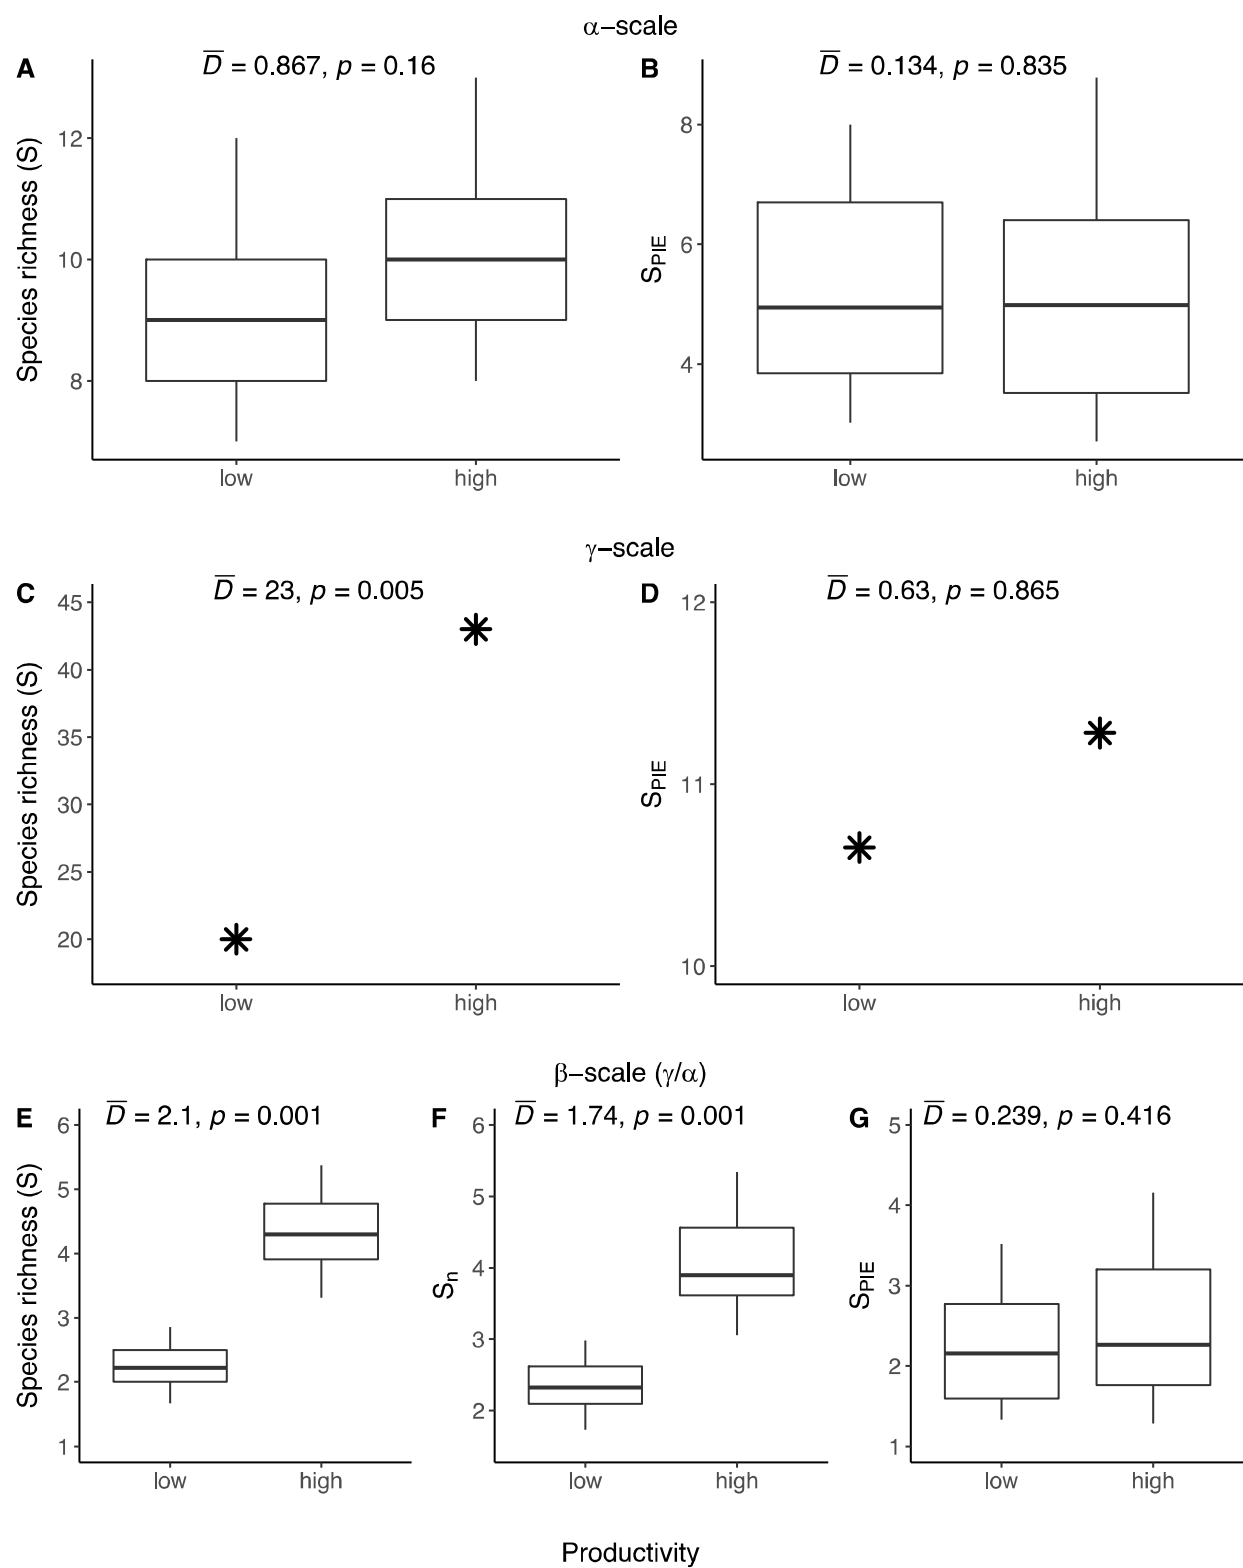 α−scale
A
D̅ = 0.867, p = 0.16
Species richness (S)
12
10
8
low
high
B
D̅ = 0.134, p = 0.835
S_PIE
8
6
4
low
high
γ−scale
C
D̅ = 23, p = 0.005
Species richness (S)
45
40
35
30
25
20
low
high
D
D̅ = 0.63, p = 0.865
S_PIE
12
11
10
low
high
β−scale (γ/α)
E
D̅ = 2.1, p = 0.001
Species richness (S)
6
5
4
3
2
1
low
high
F
D̅ = 1.74, p = 0.001
S_n
6
5
4
3
2
low
high
G
D̅ = 0.239, p = 0.416
S_PIE
5
4
3
2
1
low
high
Productivity